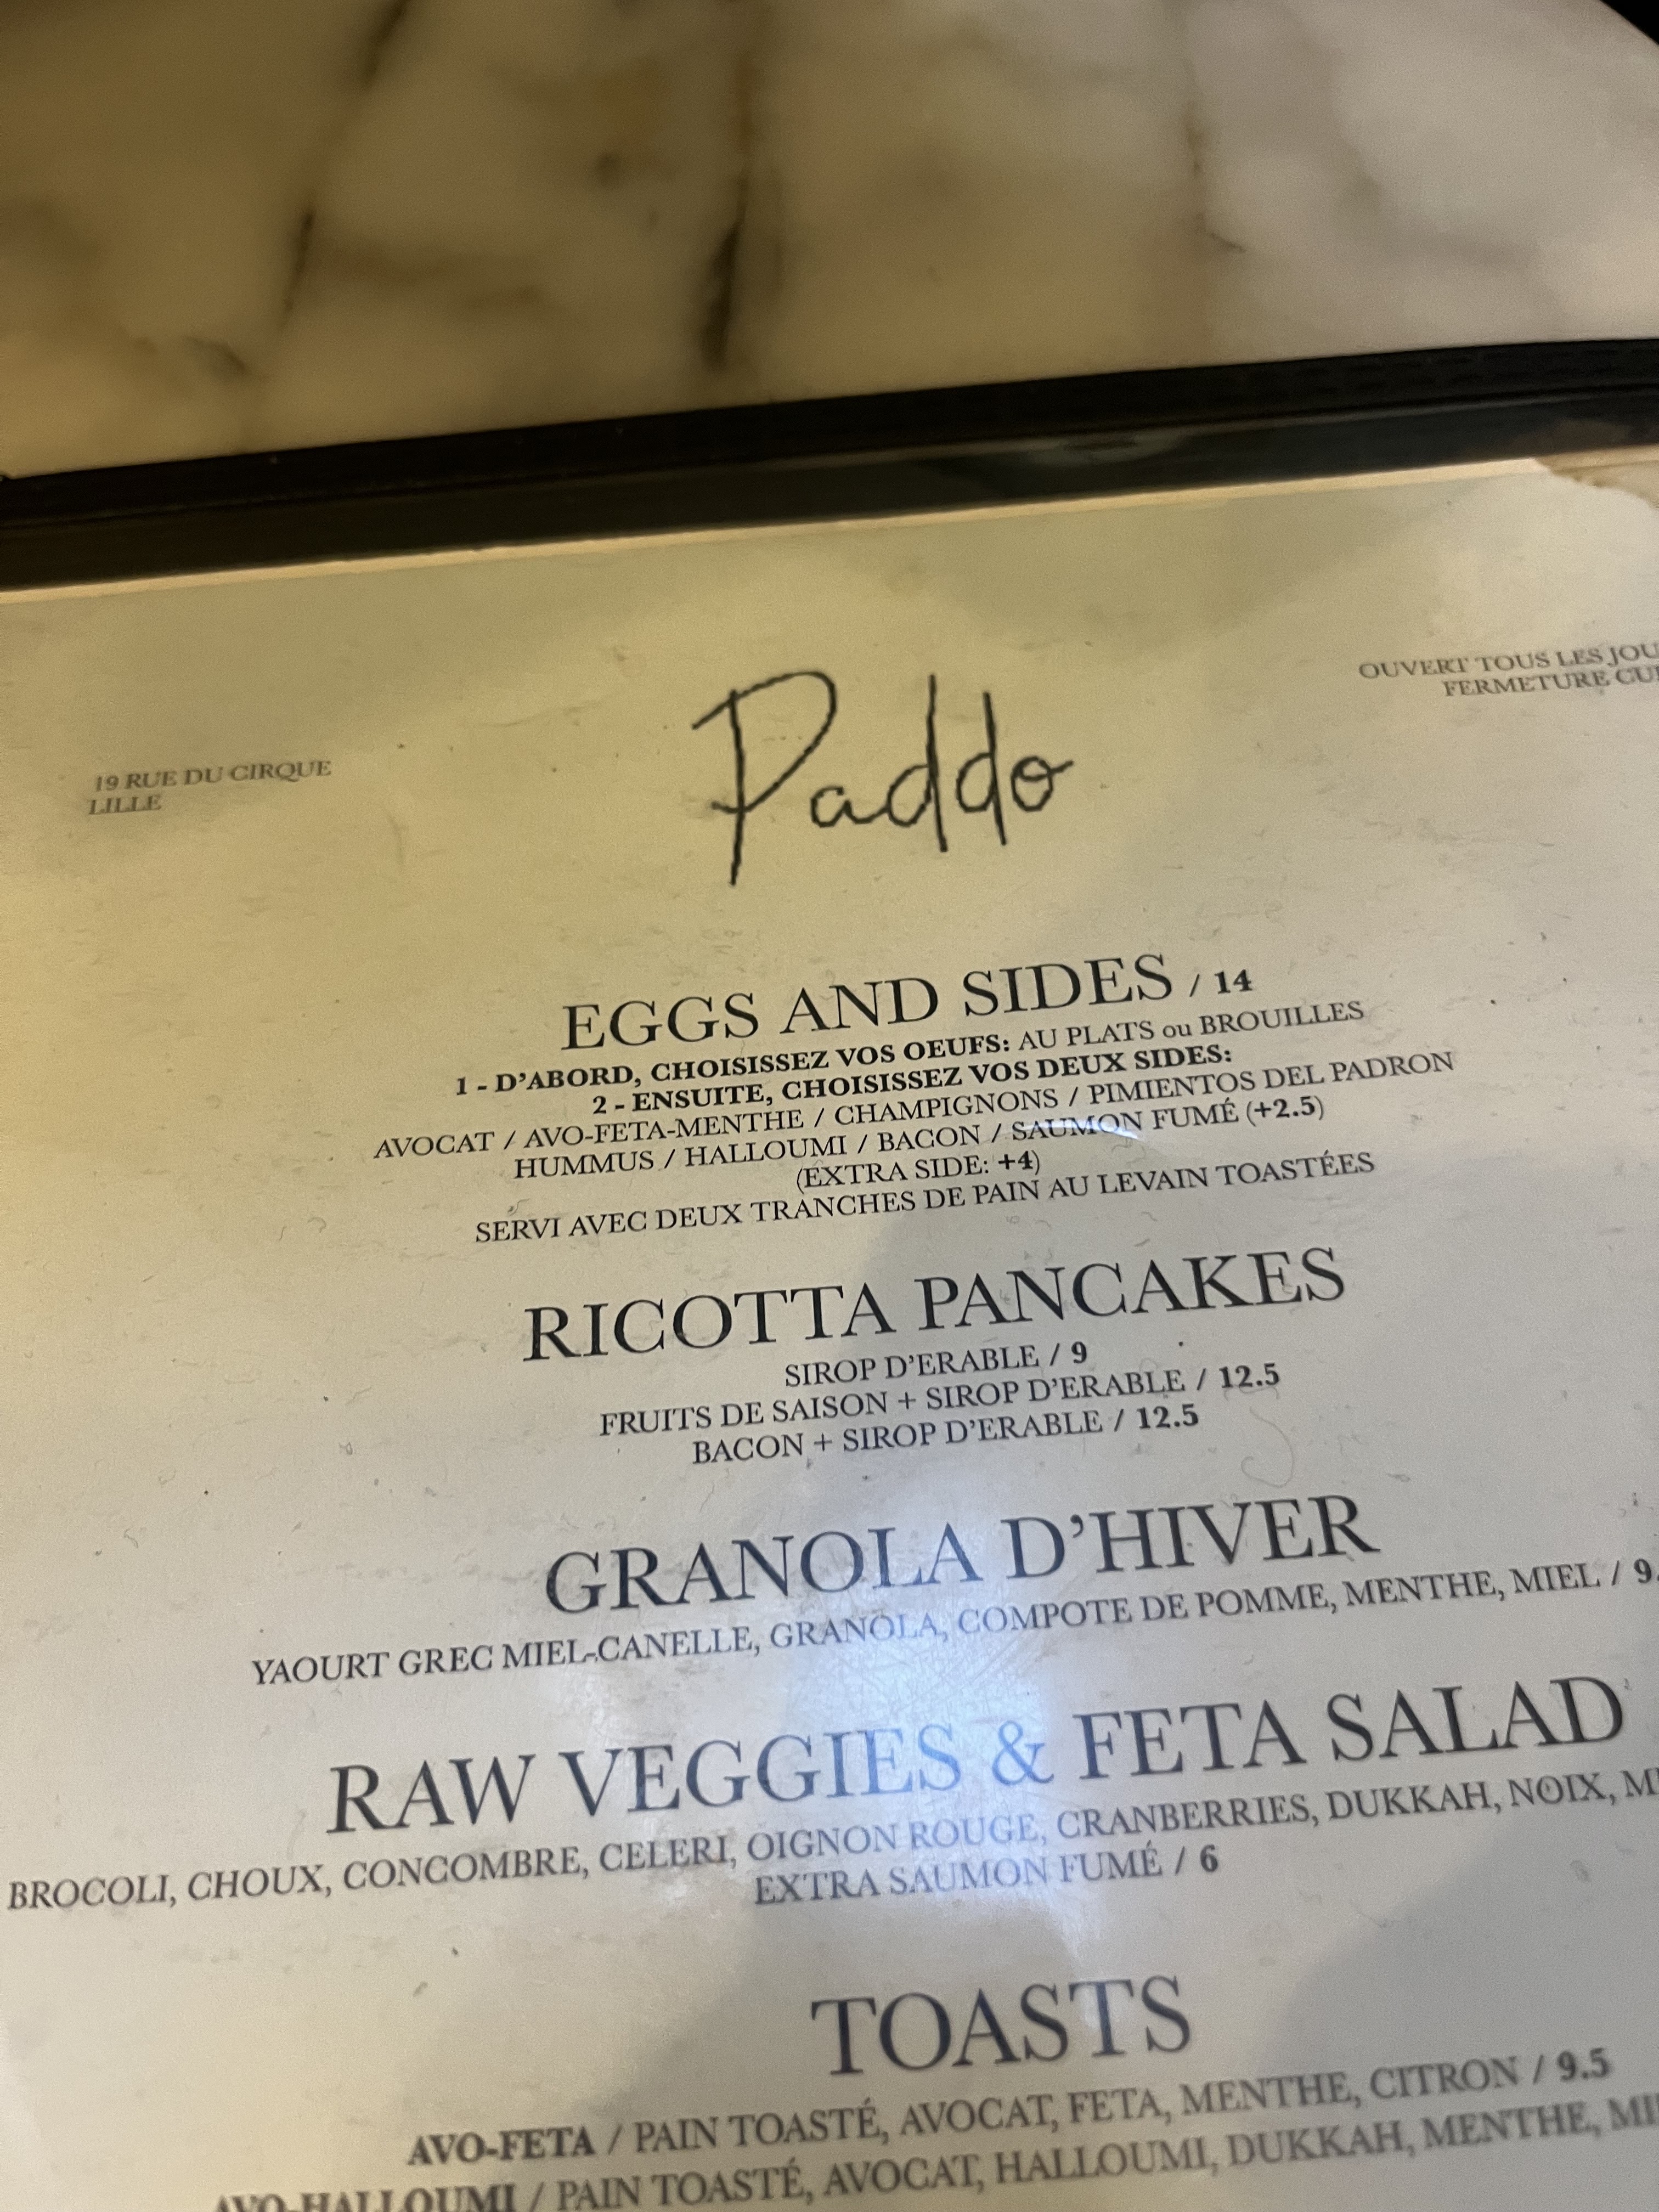 19 RUE DU CIRQUE
LILLE
OUVERT TOUS LES
FERMETURE
Paddo
EGGS AND SIDES / 14
1 - D'ABORD, CHOISISSEZ VOS OEUFS: AU PLATS ou BROUILLES
2 - ENSUITE, CHOISISSEZ VOS DEUX SIDES:
AVOCAT / AVO-FETA-MENTHE / CHAMPIGNONS / PIMIENTOS DEL PADRON
HUMMUS / HALLOUMI / BACON / SAUMON FUMÉ (+2.5)
(EXTRA SIDE: +4)
SERVI AVEC DEUX TRANCHES DE PAIN AU LEVAIN TOASTÉES
RICOTTA PANCAKES
SIROP D'ERABLE / 9
FRUITS DE SAISON + SIROP D'ERABLE / 12.5
BACON + SIROP D'ERABLE / 12.5
GRANOLA D'HIVER
YAOURT GREC MIEL-CANELLE, GRANOLA, COMPOTE DE POMME, MENTHE, MIEL / 9.
RAW VEGGIES & FETA SALAD
BROCOLI, CHOUX, CONCOMBRE, CELERI, OIGNON ROUGE, CRANBERRIES, DUKKAH, NOIX,
EXTRA SAUMON FUMÉ / 6
TOASTS
AVO-FETA / PAIN TOASTÉ, AVOCAT, FETA, MENTHE, CITRON / 9.5
AVO-HALLOUMI / PAIN TOASTÉ, AVOCAT, HALLOUMI, DUKKAH, MENTHE,